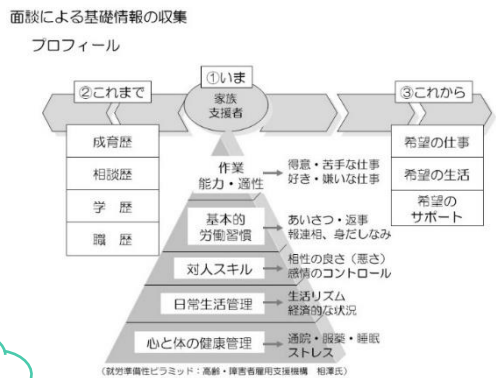 面談による基礎情報の収集
プロフィール
①いま
家族
支援者
②これまで
成育歴
相談歴
学 歴
職 歴
③これから
希望の仕事
希望の生活
希望の
サポート
作業
能力・適性
得意・苦手な仕事
好き・嫌いな仕事
基本的
労働習慣
あいさつ・返事
報連相、身だしなみ
対人スキル
相性の良さ（悪さ）
感情のコントロール
日常生活管理
生活リズム
経済的な状況
心と体の健康管理
通院・服薬・睡眠
ストレス
（就労準備性ピラミッド：高齢・障害者雇用支援機構 相澤氏）